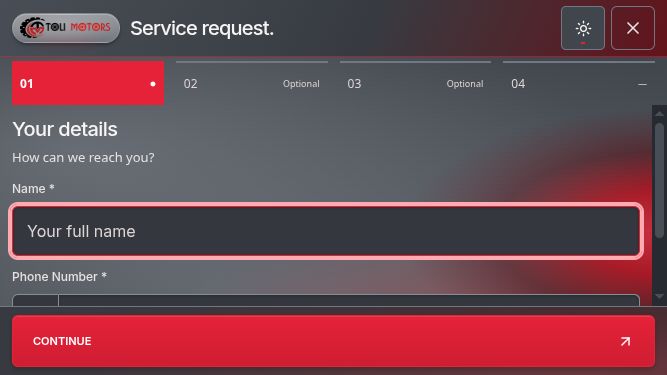 TOLI MOTORS
Service request.
01
02 Optional
03 Optional
04 –
Your details
How can we reach you?
Name *
Your full name
Phone Number *
CONTINUE